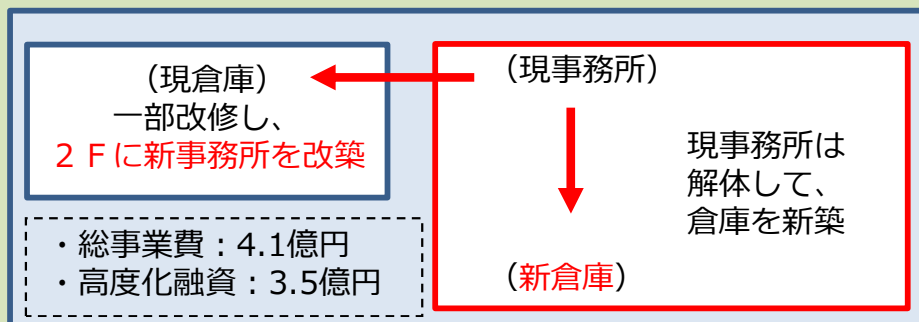 (現倉庫)
一部改修し、
２Fに新事務所を改築
・総事業費：4.1億円
・高度化融資：3.5億円
(現事務所)
現事務所は
解体して、
倉庫を新築
(新倉庫)